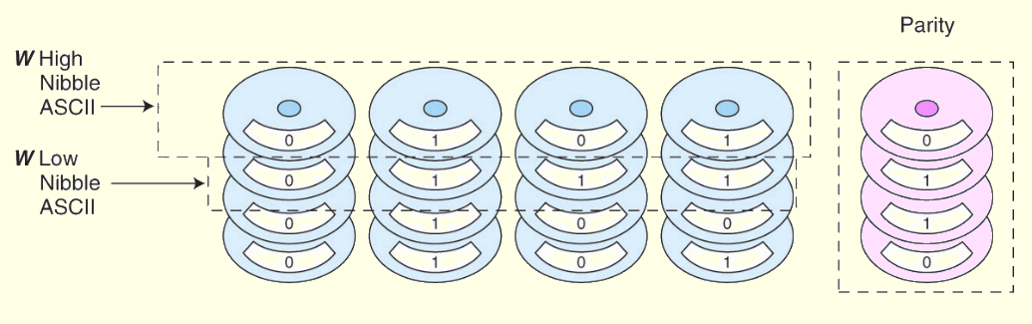 Parity
W High
Nibble
ASCII
0 1 0 1 0
W Low
Nibble
ASCII
0 1 1 1 1
0 1 0 0 1
0 1 0 1 0